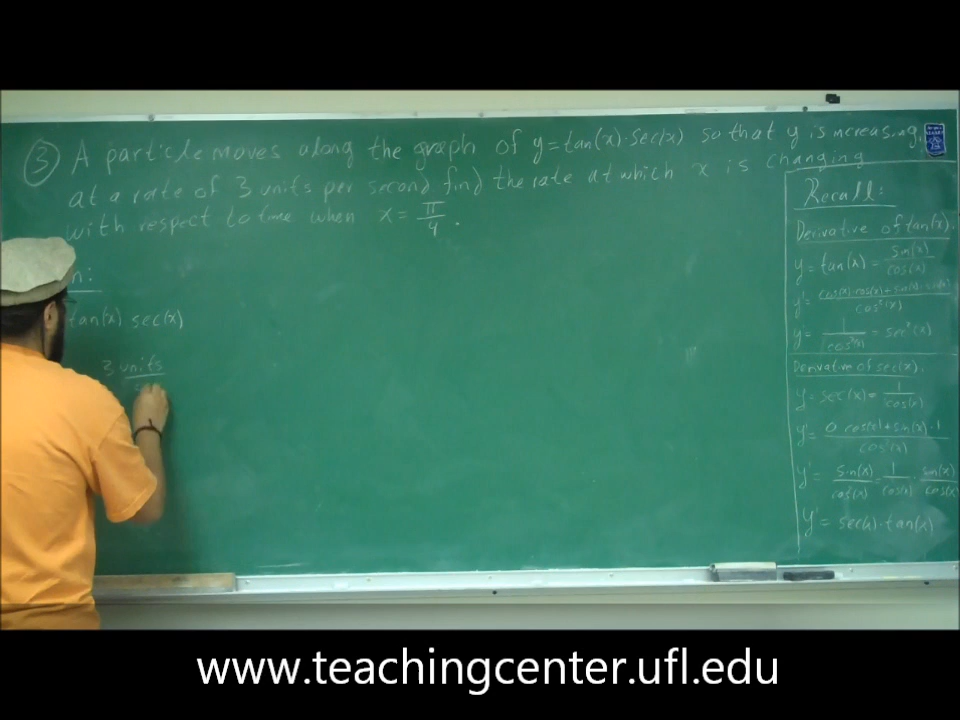 ③ A particle moves along the graph of y=tan(x)·sec(x) so that y is increasing,
at a rate of 3 units per second find the rate at which x is changing
with respect to time when x = π/4 .
n:
tan(x) sec(x)
3 units
Recall:
Derivative of tan(x).
y = tan(x) = sin(x)/cos(x)
y' = cos(x)·cos(x)+sin(x)·sin(x)/cos²(x)
y' = 1/cos²(x) = sec²(x)
Derivative of sec(x).
y = sec(x) = 1/cos(x)
y' = 0 cos(x)+sin(x)·1/cos²(x)
y' = sin(x)/cos²(x) = 1/cos(x) · sin(x)/cos(x)
y' = sec(x)·tan(x)
www.teachingcenter.ufl.edu